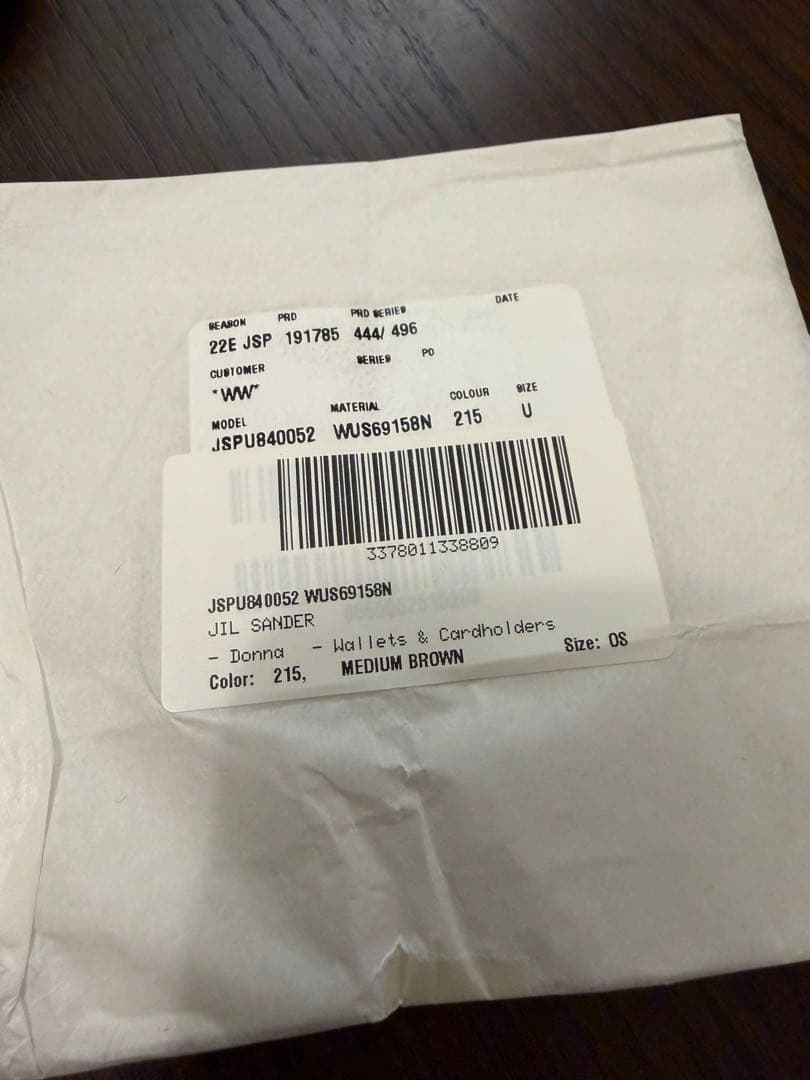 SEASON PRD PRD SERIES DATE
22E JSP 191785 444/ 496
CUSTOMER SERIES PO
*WW*
MODEL MATERIAL COLOUR SIZE
JSPU840052 WUS69158N 215 U
3378011338809
JSPU840052 WUS69158N
JIL SANDER
- Donna - Wallets & Cardholders
Color: 215, MEDIUM BROWN Size: OS